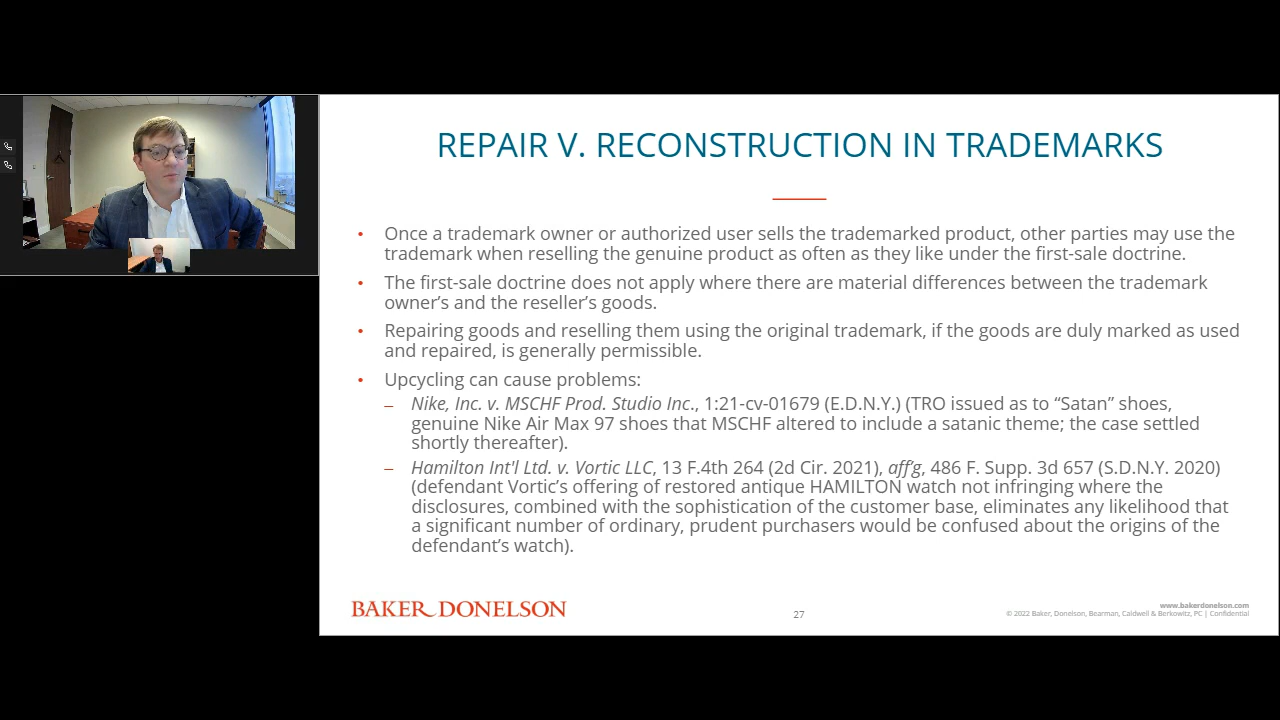 REPAIR V. RECONSTRUCTION IN TRADEMARKS
• Once a trademark owner or authorized user sells the trademarked product, other parties may use the
trademark when reselling the genuine product as often as they like under the first-sale doctrine.
• The first-sale doctrine does not apply where there are material differences between the trademark
owner's and the reseller's goods.
• Repairing goods and reselling them using the original trademark, if the goods are duly marked as used
and repaired, is generally permissible.
• Upcycling can cause problems:
– Nike, Inc. v. MSCHF Prod. Studio Inc., 1:21-cv-01679 (E.D.N.Y.) (TRO issued as to “Satan” shoes,
genuine Nike Air Max 97 shoes that MSCHF altered to include a satanic theme; the case settled
shortly thereafter).
– Hamilton Int'l Ltd. v. Vortic LLC, 13 F.4th 264 (2d Cir. 2021), aff'g, 486 F. Supp. 3d 657 (S.D.N.Y. 2020)
(defendant Vortic's offering of restored antique HAMILTON watch not infringing where the
disclosures, combined with the sophistication of the customer base, eliminates any likelihood that
a significant number of ordinary, prudent purchasers would be confused about the origins of the
defendant's watch).
BAKER DONELSON
27
www.bakerdonelson.com
© 2022 Baker, Donelson, Bearman, Caldwell & Berkowitz, PC | Confidential